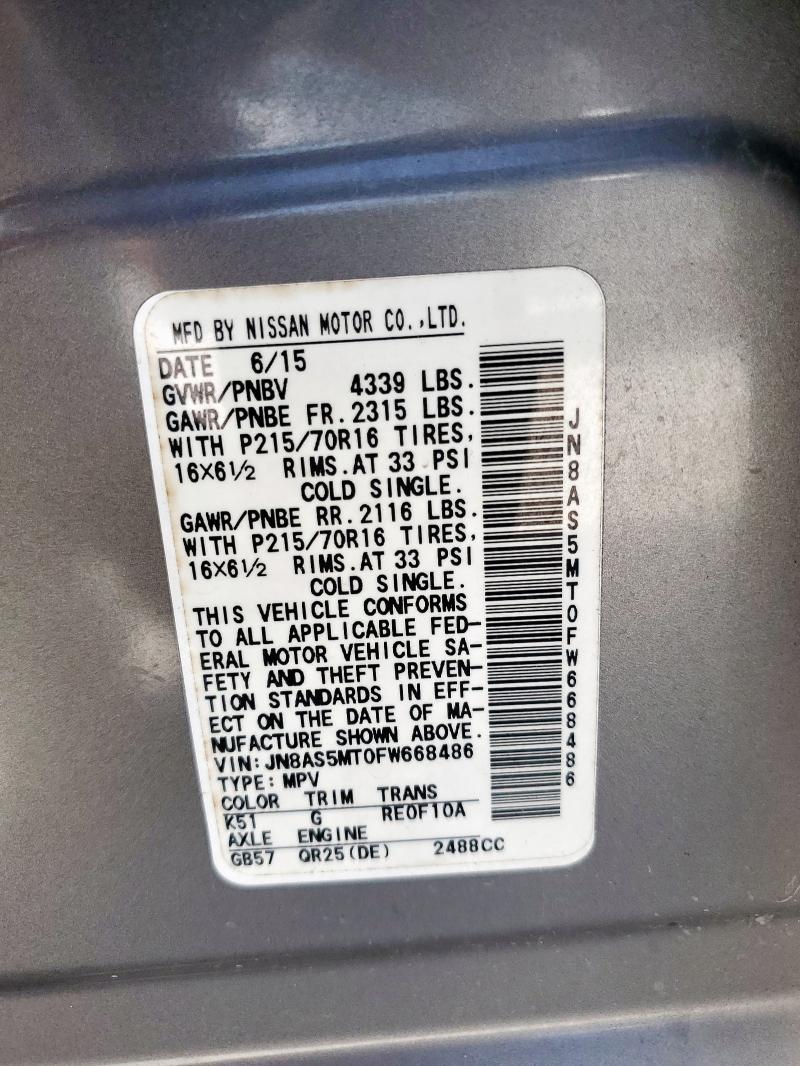 MFD BY NISSAN MOTOR CO.,LTD.
DATE 6/15
GVWR/PNBV 4339 LBS.
GAWR/PNBE FR.2315 LBS.
WITH P215/70R16 TIRES,
16X6½ RIMS.AT 33 PSI
COLD SINGLE.
GAWR/PNBE RR.2116 LBS.
WITH P215/70R16 TIRES,
16X6½ RIMS.AT 33 PSI
COLD SINGLE.
THIS VEHICLE CONFORMS
TO ALL APPLICABLE FED-
ERAL MOTOR VEHICLE SA-
FETY AND THEFT PREVEN-
TION STANDARDS IN EFF-
ECT ON THE DATE OF MA-
NUFACTURE SHOWN ABOVE.
VIN:JN8AS5MT0FW668486
TYPE:MPV
COLOR TRIM TRANS
K51 G RE0F10A
AXLE ENGINE
GB57 QR25(DE) 2488CC
JN8AS5MT0FW668486